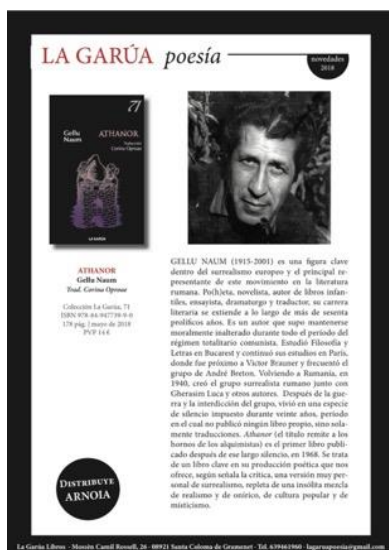 LA GARÚA poesía
novedades
2018
71
Gellu
Naum
ATHANOR
Traducción
Corina Oproae
LA GARÚA
ATHANOR
Gellu Naum
Trad. Corina Oproae
Colección La Garúa, 71
ISBN 978-84-947739-9-0
178 pág. | mayo de 2018
PVP 14 €
GELLU NAUM (1915-2001) es una figura clave
dentro del surrealismo europeo y el principal re-
presentante de este movimiento en la literatura
rumana. Po(h)eta, novelista, autor de libros infan-
tiles, ensayista, dramaturgo y traductor, su carrera
literaria se extiende a lo largo de más de sesenta
prolíficos años. Es un autor que supo mantenerse
moralmente inalterado durante todo el período del
régimen totalitario comunista. Estudió Filosofía y
Letras en Bucarest y continuó sus estudios en París,
donde fue próximo a Victor Brauner y frecuentó el
grupo de André Breton. Volviendo a Rumanía, en
1940, creó el grupo surrealista rumano junto con
Gherasim Luca y otros autores. Después de la gue-
rra y la interdicción del grupo, vivió en una especie
de silencio impuesto durante veinte años, período
en el cual no publicó ningún libro propio, sino sola-
mente traducciones. Athanor (el título remite a los
hornos de los alquimistas) es el primer libro publi-
cado después de ese largo silencio, en 1968. Se trata
de un libro clave en su producción poética que nos
ofrece, según señala la crítica, una versión muy per-
sonal de surrealismo, repleta de una insólita mezcla
de realismo y de onírico, de cultura popular y de
misticismo.
DISTRIBUYE
ARNOIA
La Garúa Libros - Mossèn Camil Rossell, 26 - 08921 Santa Coloma de Gramenet - Tel. 639461960 - lagaruapoesia@gmail.com